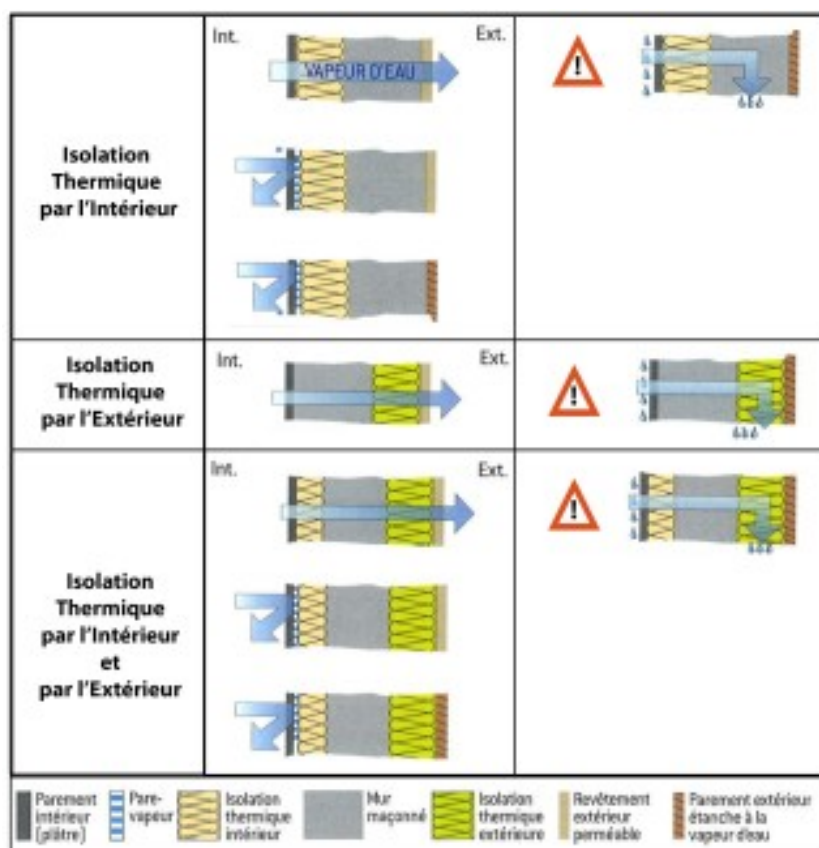 Isolation
Thermique
par l'Intérieur
Int.
Ext.
VAPEUR D'EAU
!
Isolation
Thermique
par l'Extérieur
Int.
Ext.
!
Isolation
Thermique
par l'Intérieur
et
par l'Extérieur
Int.
Ext.
!
Parement
intérieur
(plâtre)
Pare-
vapeur
Isolation
thermique
intérieur
Mur
maçonné
Isolation
thermique
extérieure
Revêtement
extérieur
perméable
Parement extérieur
étanche à la
vapeur d'eau